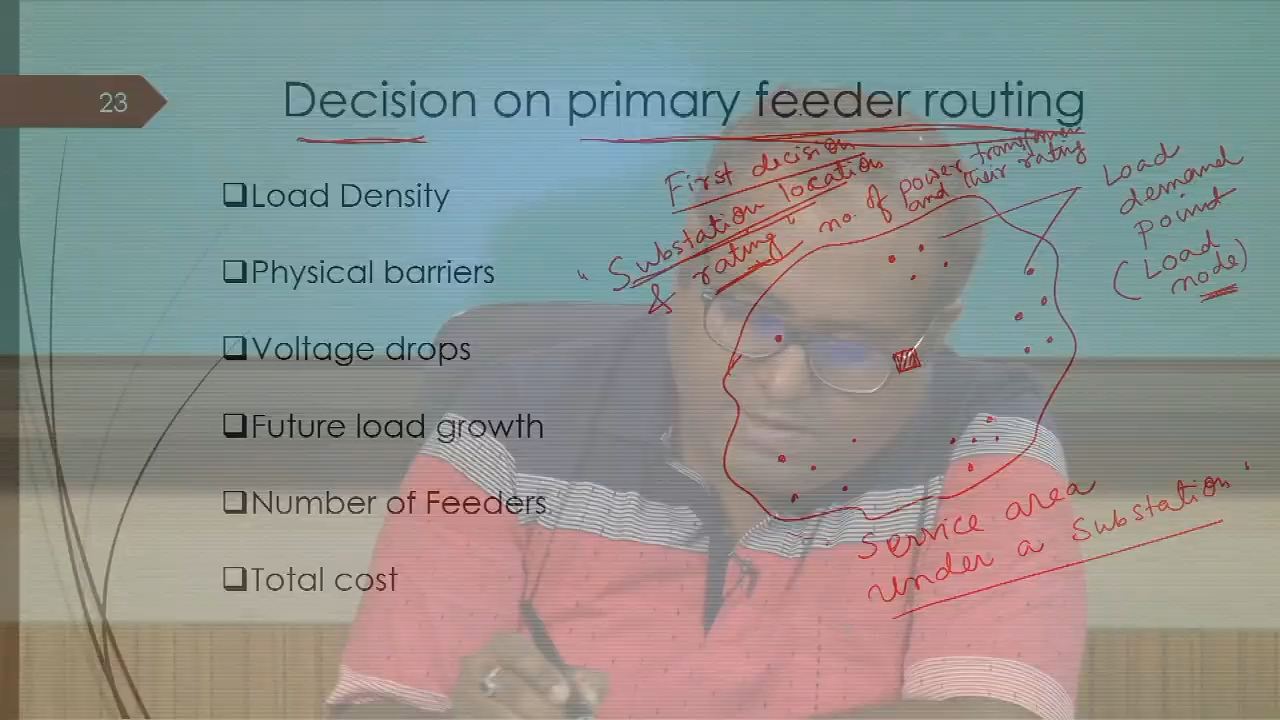 23
Decision on primary feeder routing
Load Density
Physical barriers
Voltage drops
Future load growth
Number of Feeders
Total cost
First decision
"Substation location
& rating"
no. of power transformers
and their rating
Load
demand
point
(Load
node)
Service area
under a Substation